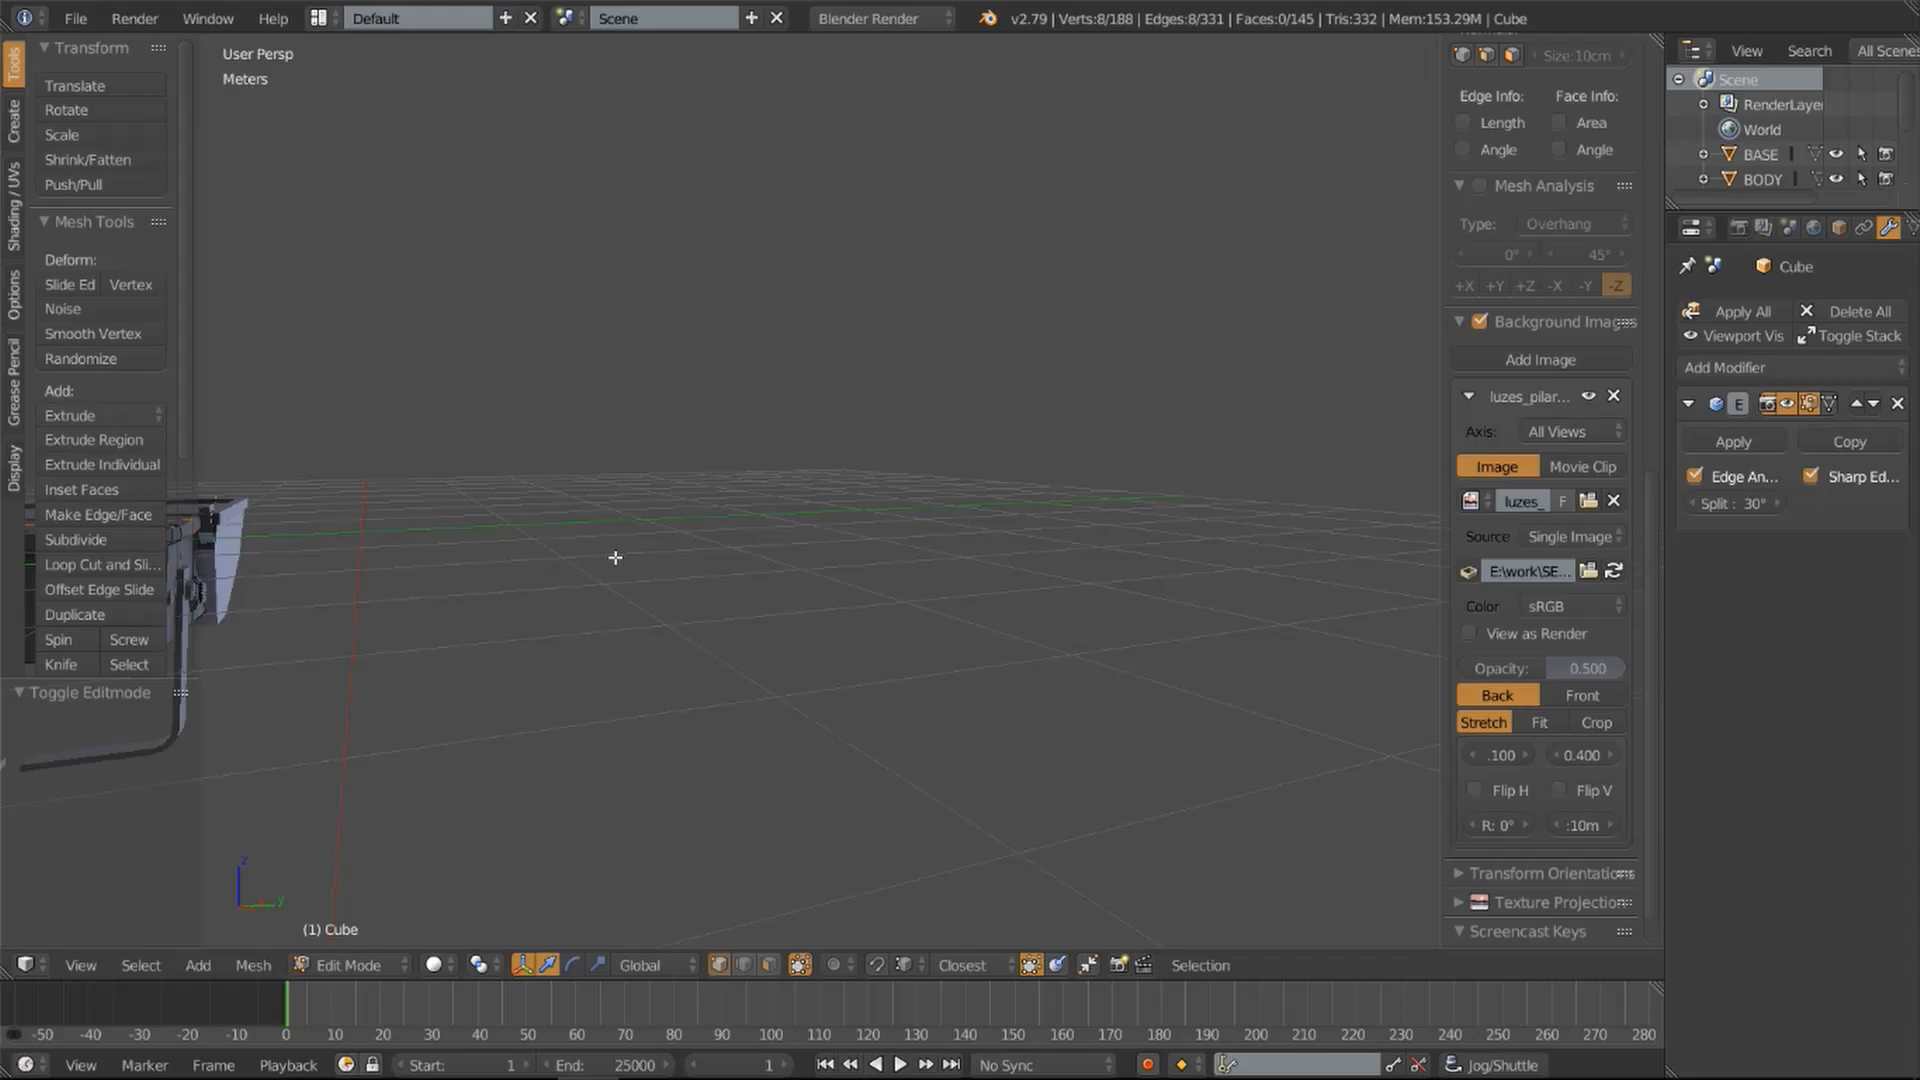 File Render Window Help Default Scene Blender Render v2.79 | Verts:8/188 | Edges:8/331 | Faces:0/145 | Tris:332 | Mem:153.29M | Cube
Tools
Create
Shading / UVs
Options
Grease Pencil
Display
Transform
Translate
Rotate
Scale
Shrink/Fatten
Push/Pull
Mesh Tools
Deform:
Slide Ed Vertex
Noise
Smooth Vertex
Randomize
Add:
Extrude
Extrude Region
Extrude Individual
Inset Faces
Make Edge/Face
Subdivide
Loop Cut and Sli...
Offset Edge Slide
Duplicate
Spin Screw
Knife Select
Toggle Editmode
User Persp
Meters
z
y
(1) Cube
Size:10cm
Edge Info: Face Info:
Length Area
Angle Angle
Mesh Analysis
Type: Overhang
0° 45°
+X +Y +Z -X -Y -Z
Background Images
Add Image
luzes_pilar...
Axis: All Views
Image Movie Clip
luzes_ F
Source Single Image
E:\work\SE...
Color sRGB
View as Render
Opacity: 0.500
Back Front
Stretch Fit Crop
.100 0.400
Flip H Flip V
R: 0° :10m
Transform Orientations
Texture Projection
Screencast Keys
View Search All Scenes
Scene
RenderLayer
World
BASE
BODY
Cube
Apply All Delete All
Viewport Vis Toggle Stack
Add Modifier
E
Apply Copy
Edge An... Sharp Ed...
Split : 30°
View Select Add Mesh Edit Mode Global Closest Selection
-50 -40 -30 -20 -10 0 10 20 30 40 50 60 70 80 90 100 110 120 130 140 150 160 170 180 190 200 210 220 230 240 250 260 270 280
View Marker Frame Playback Start: 1 End: 25000 1 No Sync Jog/Shuttle